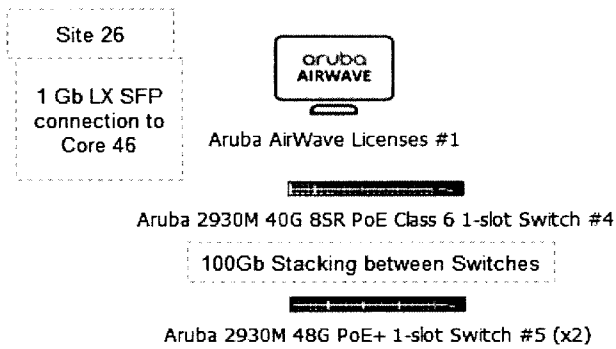 Site 26
1 Gb LX SFP
connection to
Core 46
aruba
AIRWAVE
Aruba AirWave Licenses #1
Aruba 2930M 40G 8SR PoE Class 6 1-slot Switch #4
100Gb Stacking between Switches
Aruba 2930M 48G PoE+ 1-slot Switch #5 (x2)